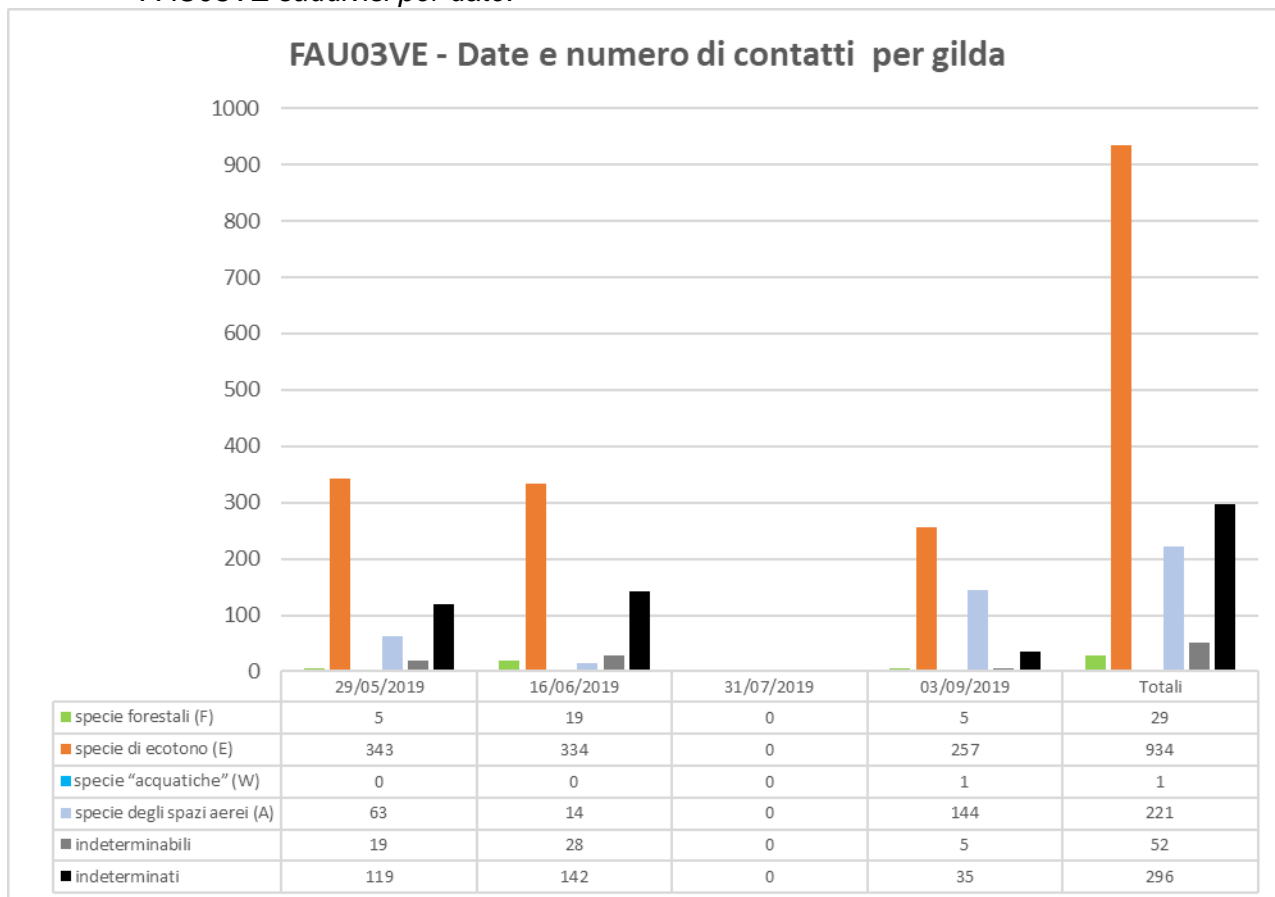 FAU03VE - Date e numero di contatti per gilda
1000
900
800
700
600
500
400
300
200
100
0
29/05/2019 16/06/2019 31/07/2019 03/09/2019 Totali
specie forestali (F) 5 19 0 5 29
specie di ecotono (E) 343 334 0 257 934
specie "acquatiche" (W) 0 0 0 1 1
specie degli spazi aerei (A) 63 14 0 144 221
indeterminabili 19 28 0 5 52
indeterminati 119 142 0 35 296